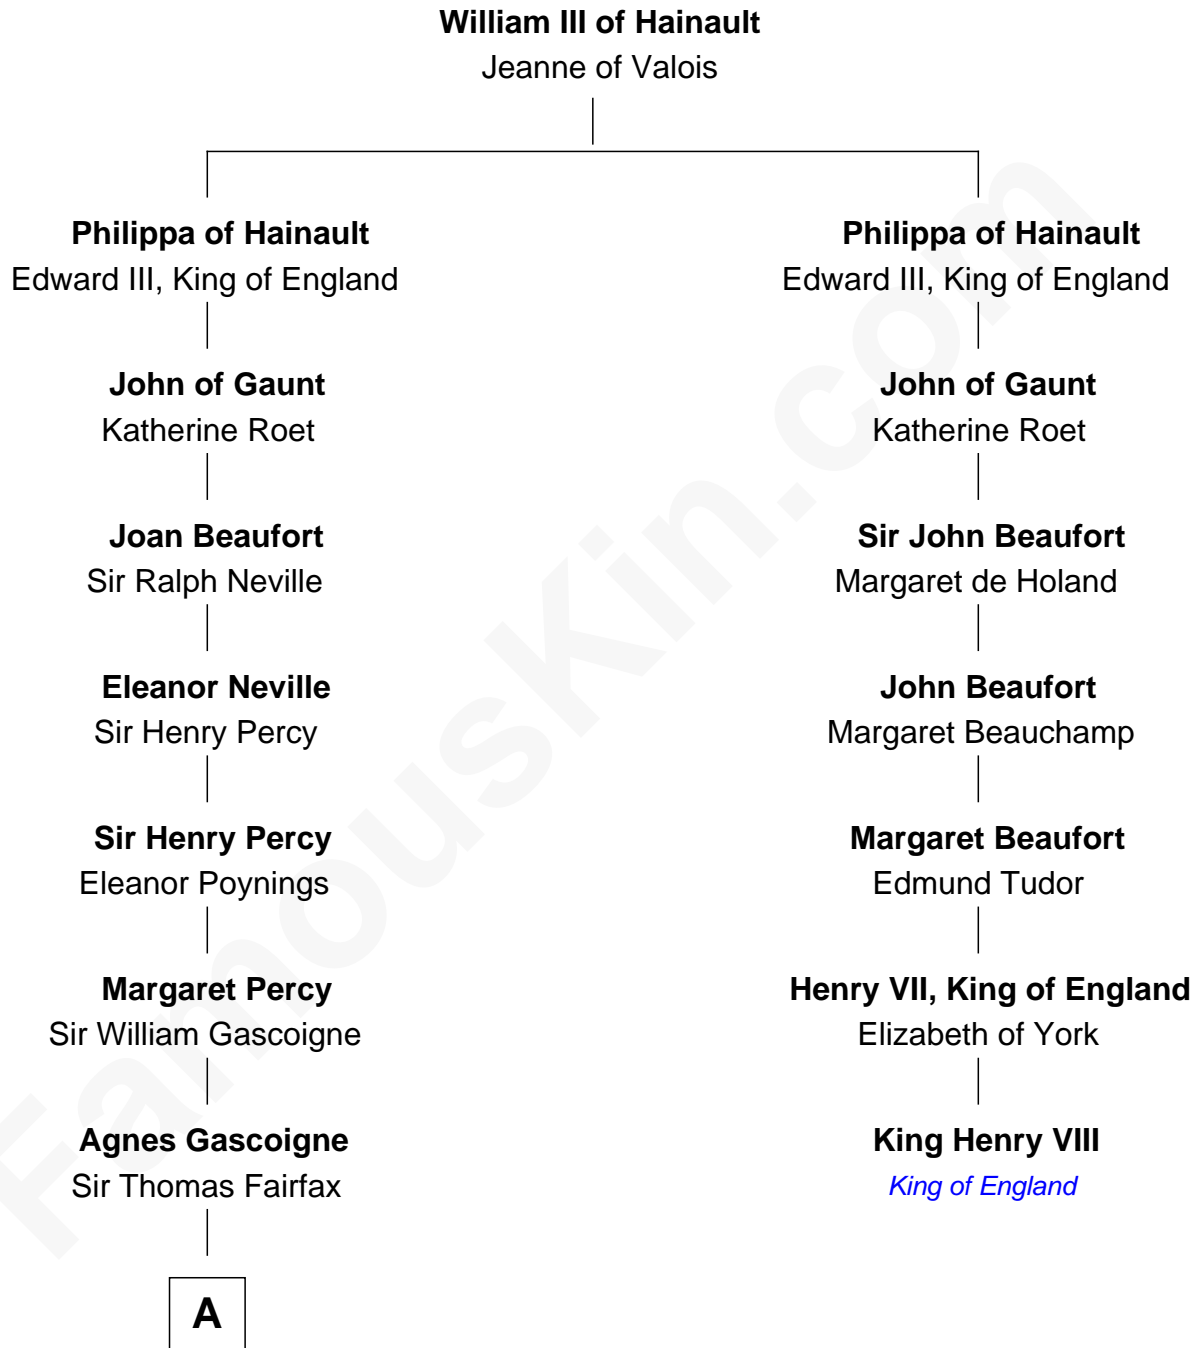 William III of Hainault
Jeanne of Valois
Philippa of Hainault
Edward III, King of England
John of Gaunt
Katherine Roet
Joan Beaufort
Sir Ralph Neville
Eleanor Neville
Sir Henry Percy
Sir Henry Percy
Eleanor Poynings
Margaret Percy
Sir William Gascoigne
Agnes Gascoigne
Sir Thomas Fairfax
A
Philippa of Hainault
Edward III, King of England
John of Gaunt
Katherine Roet
Sir John Beaufort
Margaret de Holand
John Beaufort
Margaret Beauchamp
Margaret Beaufort
Edmund Tudor
Henry VII, King of England
Elizabeth of York
King Henry VIII
King of England
FamousKin.com